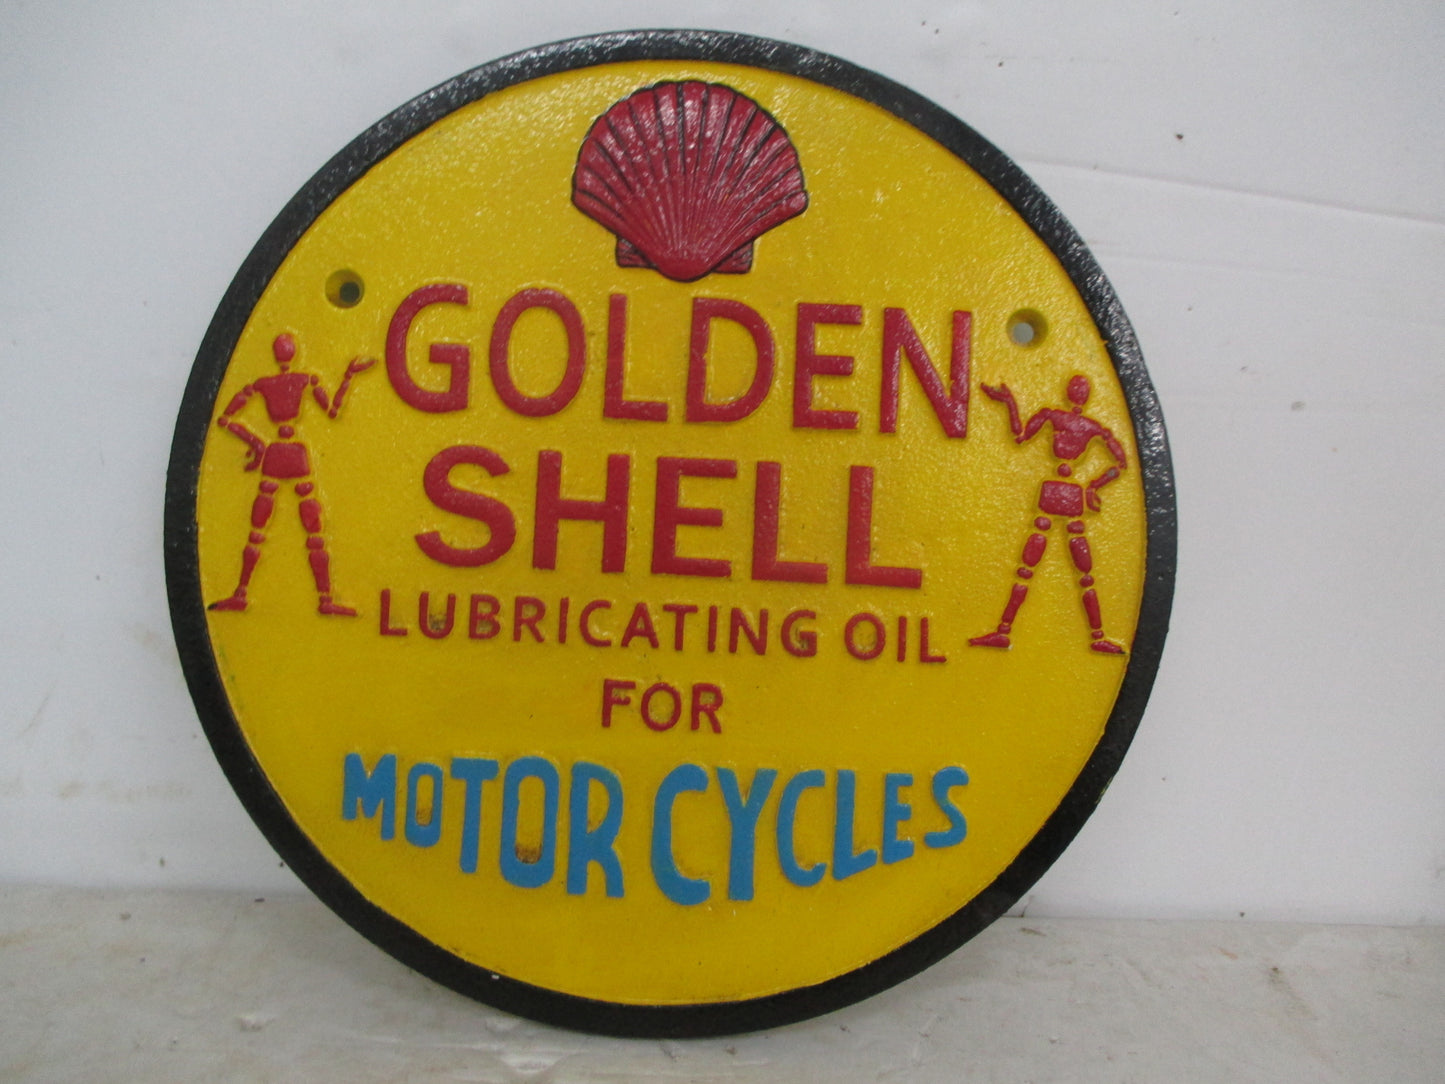 GOLDEN
SHELL
LUBRICATING OIL
FOR
MOTOR CYCLES